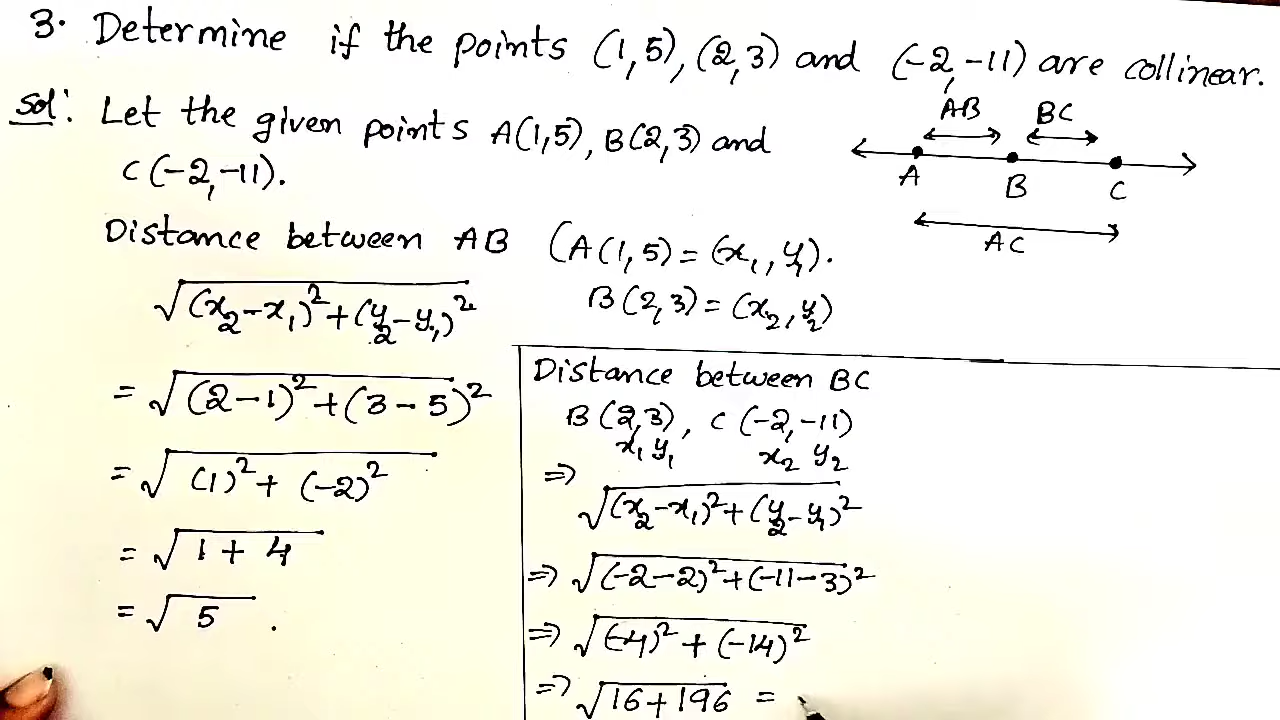 3. Determine if the points (1,5), (2,3) and (-2,-11) are collinear.
Sol: Let the given points A(1,5), B(2,3) and
C(-2,-11).
AB BC
A B C
AC
Distance between AB (A(1,5) = (x₁, y₁).
B(2,3) = (x₂, y₂)
√(x₂-x₁)²+(y₂-y₁)²
= √(2-1)²+(3-5)²
= √(1)²+(-2)²
= √1+4
= √5.
Distance between BC
B(2,3), C(-2,-11)
x₁ y₁ x₂ y₂
⇒ √(x₂-x₁)²+(y₂-y₁)²
⇒ √(-2-2)²+(-11-3)²
⇒ √(-4)²+(-14)²
⇒ √16+196 =